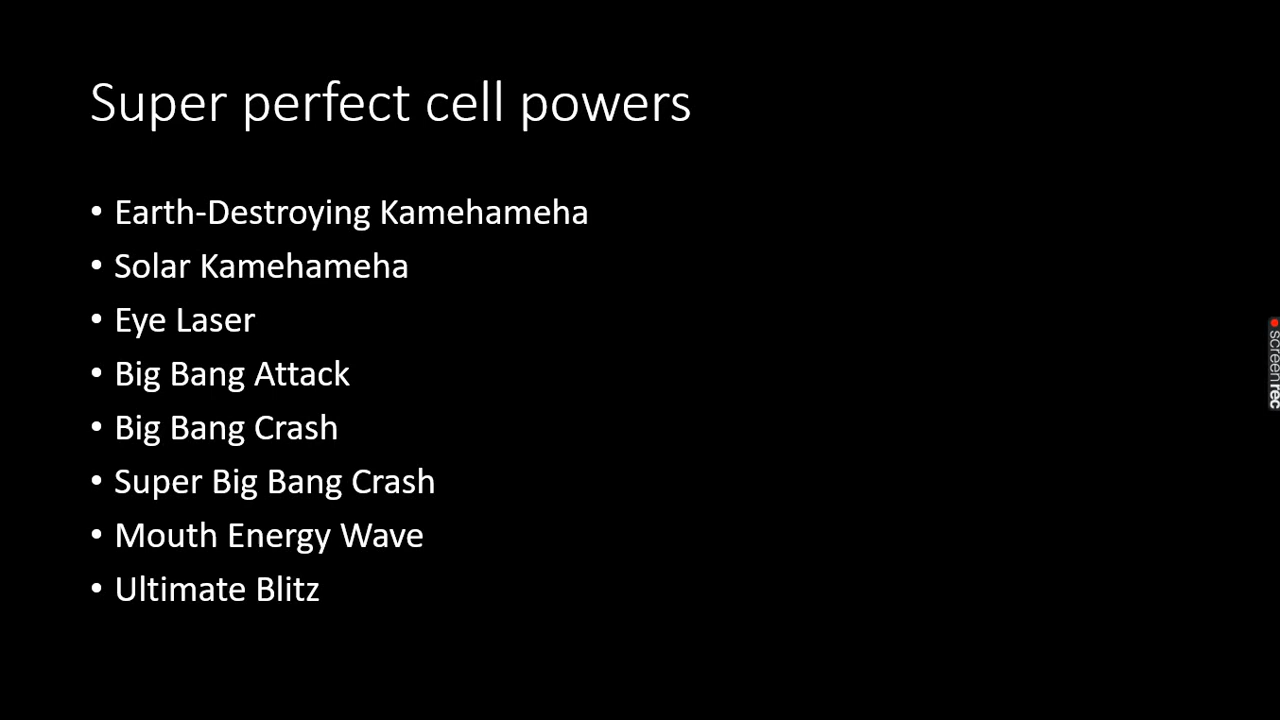 Super perfect cell powers
• Earth-Destroying Kamehameha
• Solar Kamehameha
• Eye Laser
• Big Bang Attack
• Big Bang Crash
• Super Big Bang Crash
• Mouth Energy Wave
• Ultimate Blitz
screenrec